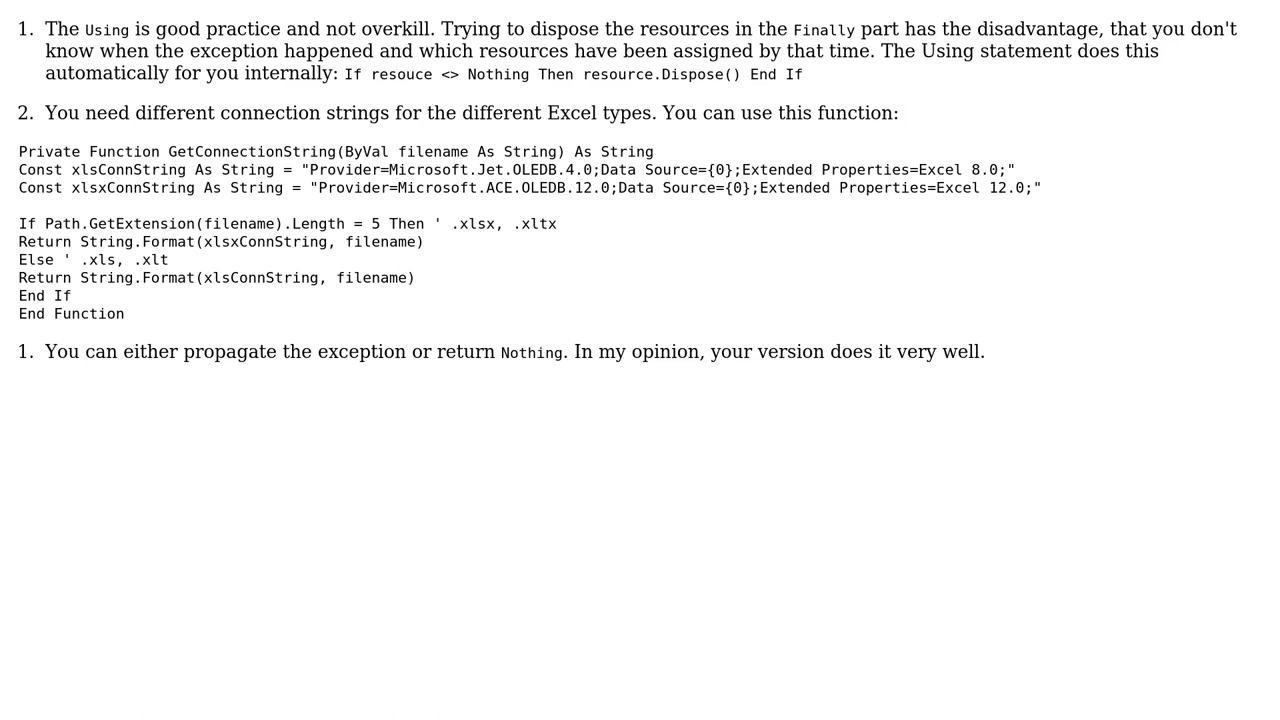 1. The Using is good practice and not overkill. Trying to dispose the resources in the Finally part has the disadvantage, that you don't
know when the exception happened and which resources have been assigned by that time. The Using statement does this
automatically for you internally: If resouce <> Nothing Then resource.Dispose() End If
2. You need different connection strings for the different Excel types. You can use this function:
Private Function GetConnectionString(ByVal filename As String) As String
Const xlsConnString As String = "Provider=Microsoft.Jet.OLEDB.4.0;Data Source={0};Extended Properties=Excel 8.0;"
Const xlsxConnString As String = "Provider=Microsoft.ACE.OLEDB.12.0;Data Source={0};Extended Properties=Excel 12.0;"
If Path.GetExtension(filename).Length = 5 Then ' .xlsx, .xltx
Return String.Format(xlsxConnString, filename)
Else ' .xls, .xlt
Return String.Format(xlsConnString, filename)
End If
End Function
1. You can either propagate the exception or return Nothing. In my opinion, your version does it very well.